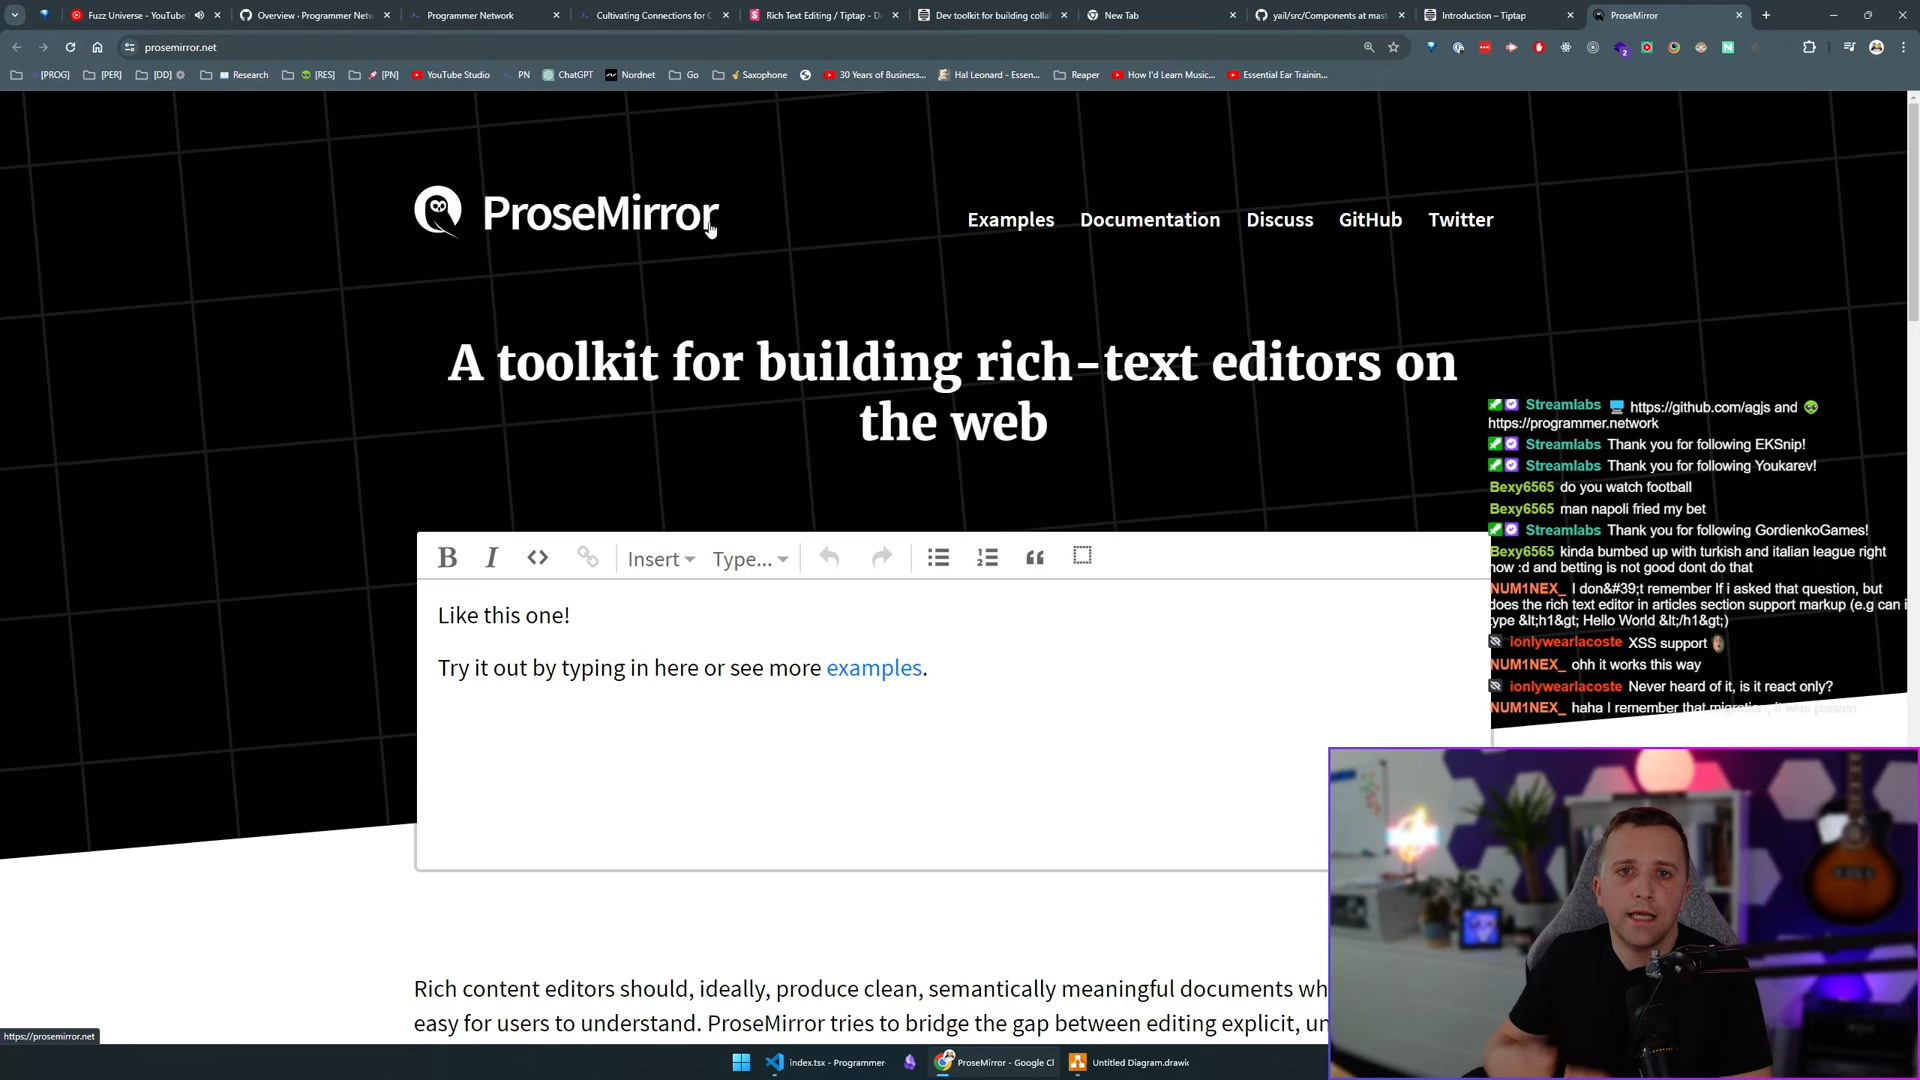 Fuzz Universe - YouTube
Overview · Programmer Netw
Programmer Network
Cultivating Connections for C
Rich Text Editing / Tiptap - D
Dev toolkit for building colla
New Tab
yail/src/Components at mast
Introduction – Tiptap
ProseMirror
prosemirror.net
[PROG]
[PER]
[DD]
Research
[RES]
[PN]
YouTube Studio
PN
ChatGPT
Nordnet
Go
Saxophone
30 Years of Business...
Hal Leonard - Essen...
Reaper
How I'd Learn Music...
Essential Ear Trainin...
ProseMirror
Examples
Documentation
Discuss
GitHub
Twitter
A toolkit for building rich-text editors on
the web
Streamlabs https://github.com/agjs and
https://programmer.network
Streamlabs Thank you for following EKSnip!
Streamlabs Thank you for following Youkarev!
Bexy6565 do you watch football
Bexy6565 man napoli fried my bet
Streamlabs Thank you for following GordienkoGames!
Bexy6565 kinda bumbed up with turkish and italian league right
now :d and betting is not good dont do that
NUM1NEX_ I don&#39;t remember If i asked that question, but
does the rich text editor in articles section support markup (e.g can i
type &lt;h1&gt; Hello World &lt;/h1&gt;)
ionlywearlacoste XSS support
NUM1NEX_ ohh it works this way
ionlywearlacoste Never heard of it, is it react only?
NUM1NEX_ haha I remember that migration, it was
B I <> Insert Type...
Like this one!
Try it out by typing in here or see more examples.
Rich content editors should, ideally, produce clean, semantically meaningful documents wh
easy for users to understand. ProseMirror tries to bridge the gap between editing explicit, un
https://prosemirror.net
index.tsx - Programmer
ProseMirror - Google Cl
Untitled Diagram.drawio